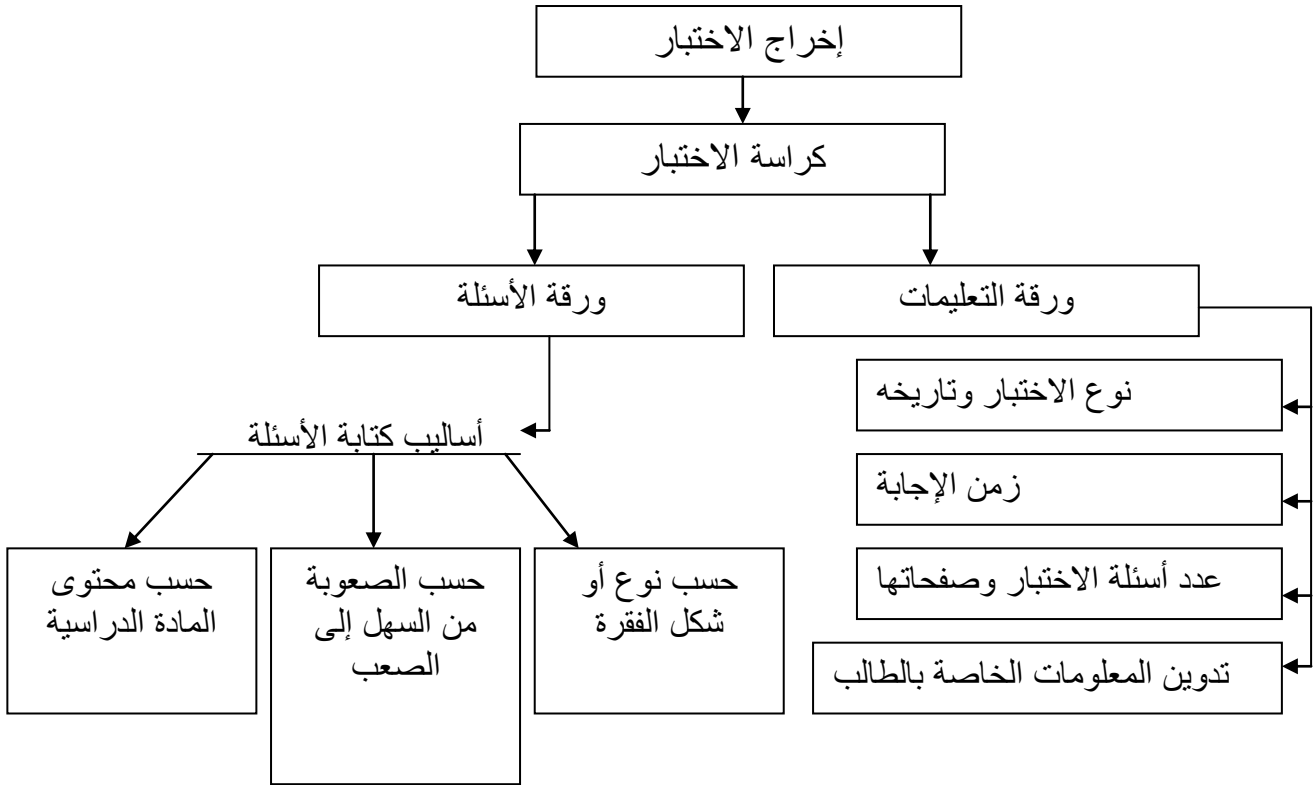 إخراج الاختبار
كراسة الاختبار
ورقة التعليمات
ورقة الأسئلة
نوع الاختبار وتاريخه
زمن الإجابة
عدد أسئلة الاختبار وصفحاتها
تدوين المعلومات الخاصة بالطالب
أساليب كتابة الأسئلة
حسب نوع أو
شكل الفقرة
حسب الصعوبة
من السهل إلى
الصعب
حسب محتوى
المادة الدراسية